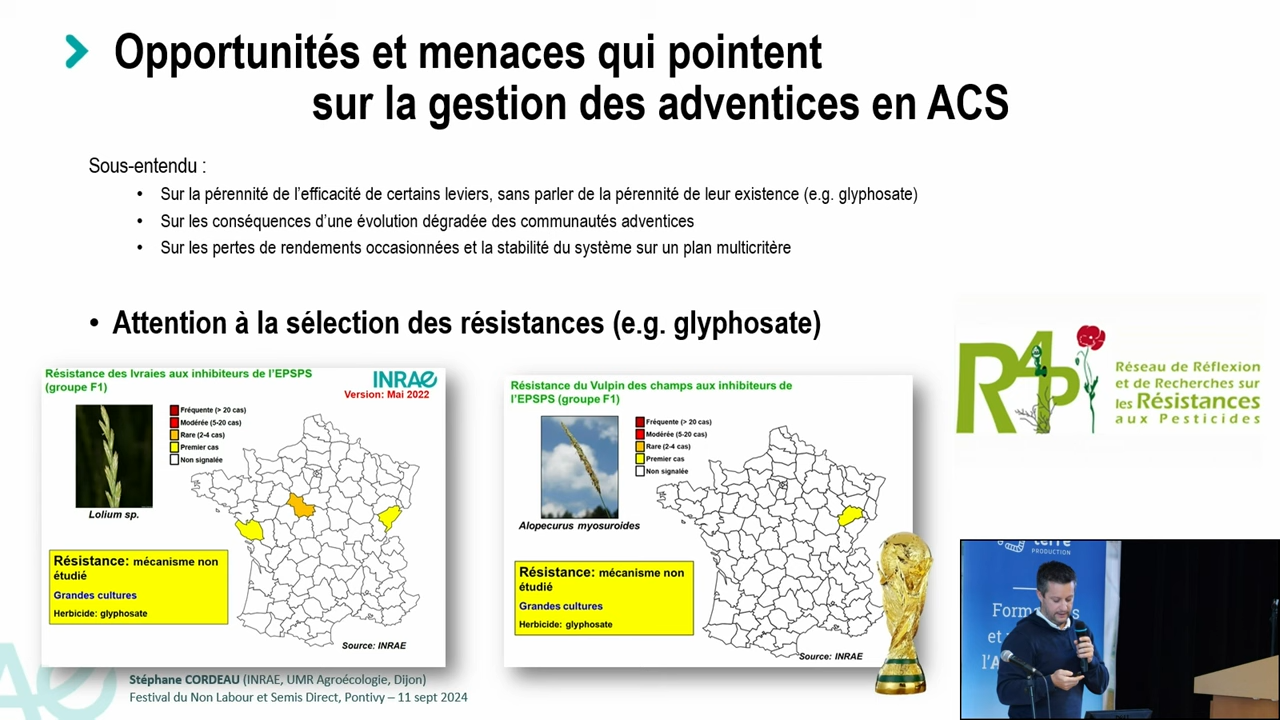 Opportunités et menaces qui pointent
sur la gestion des adventices en ACS
Sous-entendu :
• Sur la pérennité de l'efficacité de certains leviers, sans parler de la pérennité de leur existence (e.g. glyphosate)
• Sur les conséquences d'une évolution dégradée des communautés adventices
• Sur les pertes de rendements occasionnées et la stabilité du système sur un plan multicritère
• Attention à la sélection des résistances (e.g. glyphosate)
Résistance des Ivraies aux inhibiteurs de l'EPSPS
(groupe F1)
INRAE
Version: Mai 2022
Fréquente (> 20 cas)
Modérée (5-20 cas)
Rare (2-4 cas)
Premier cas
Non signalée
Lolium sp.
Résistance: mécanisme non
étudié
Grandes cultures
Herbicide: glyphosate
Source: INRAE
Résistance du Vulpin des champs aux inhibiteurs de
l'EPSPS (groupe F1)
Fréquente (> 20 cas)
Modérée (5-20 cas)
Rare (2-4 cas)
Premier cas
Non signalée
Alopecurus myosuroides
Résistance: mécanisme non
étudié
Grandes cultures
Herbicide: glyphosate
Source: INRAE
R4P
Réseau de Réflexion
et de Recherches sur
les Résistances
aux Pesticides
terre
PRODUCTION
et
Stéphane CORDEAU (INRAE, UMR Agroécologie, Dijon)
Festival du Non Labour et Semis Direct, Pontivy – 11 sept 2024